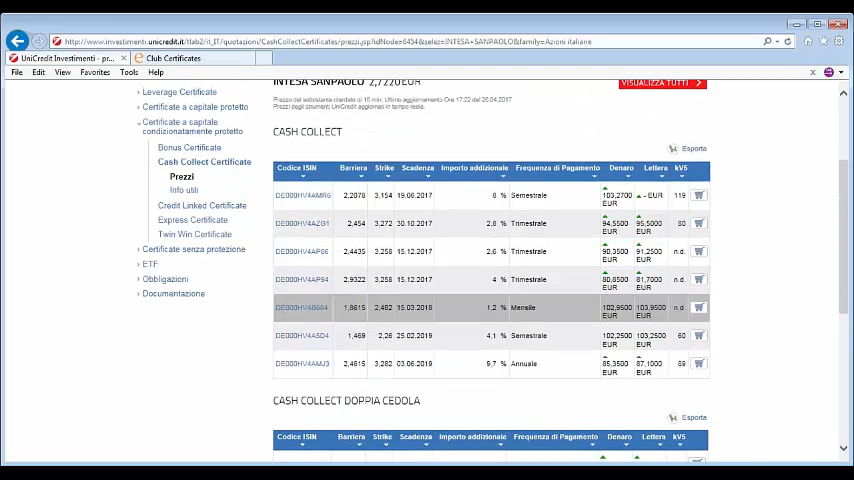 http://www.investimenti.unicredit.it/tlab2/it_IT/quotazioni/CashCollectCertificates/prezzi.jsp?idNode=6454&selez=INTESA+SANPAOLO&family=Azioni italiane
UniCredit Investimenti - pr... Club Certificates
File Edit View Favorites Tools Help
INTESA SANPAOLO 2,7220 EUR
VISUALIZZA TUTTI
Prezzo del sottostante ritardato di 15 min: Ultimo aggiornamento Ore 17:22 del 26.04.2017
Prezzi degli strumenti UniCredit aggiornati in tempo reale.
Leverage Certificate
Certificate a capitale protetto
Certificate a capitale
condizionatamente protetto
Bonus Certificate
Cash Collect Certificate
Prezzi
Info utili
Credit Linked Certificate
Express Certificate
Twin Win Certificate
Certificate senza protezione
ETF
Obbligazioni
Documentazione
CASH COLLECT
Esporta
Codice ISIN Barriera Strike Scadenza Importo addizionale Frequenza di Pagamento Denaro Lettera kV5
DE000HV4AMR6 2,2078 3,154 19.06.2017 8 % Semestrale 103,2700 EUR - EUR 119
DE000HV4AZG1 2,454 3,272 30.10.2017 2,8 % Trimestrale 94,5500 EUR 95,5000 EUR 80
DE000HV4AP86 2,4435 3,258 15.12.2017 2,6 % Trimestrale 90,3500 EUR 91,2500 EUR n.d.
DE000HV4AP94 2,9322 3,258 15.12.2017 4 % Trimestrale 80,8500 EUR 81,7000 EUR n.d.
DE000HV4B684 1,8615 2,482 15.03.2018 1,2 % Mensile 102,9500 EUR 103,9500 EUR n.d.
DE000HV4A5D4 1,469 2,26 25.02.2019 4,1 % Semestrale 102,2500 EUR 103,2500 EUR 60
DE000HV4AMJ3 2,4615 3,282 03.06.2019 9,7 % Annuale 85,3500 EUR 87,1000 EUR 89
CASH COLLECT DOPPIA CEDOLA
Esporta
Codice ISIN Barriera Strike Scadenza Importo addizionale Frequenza di Pagamento Denaro Lettera kV5